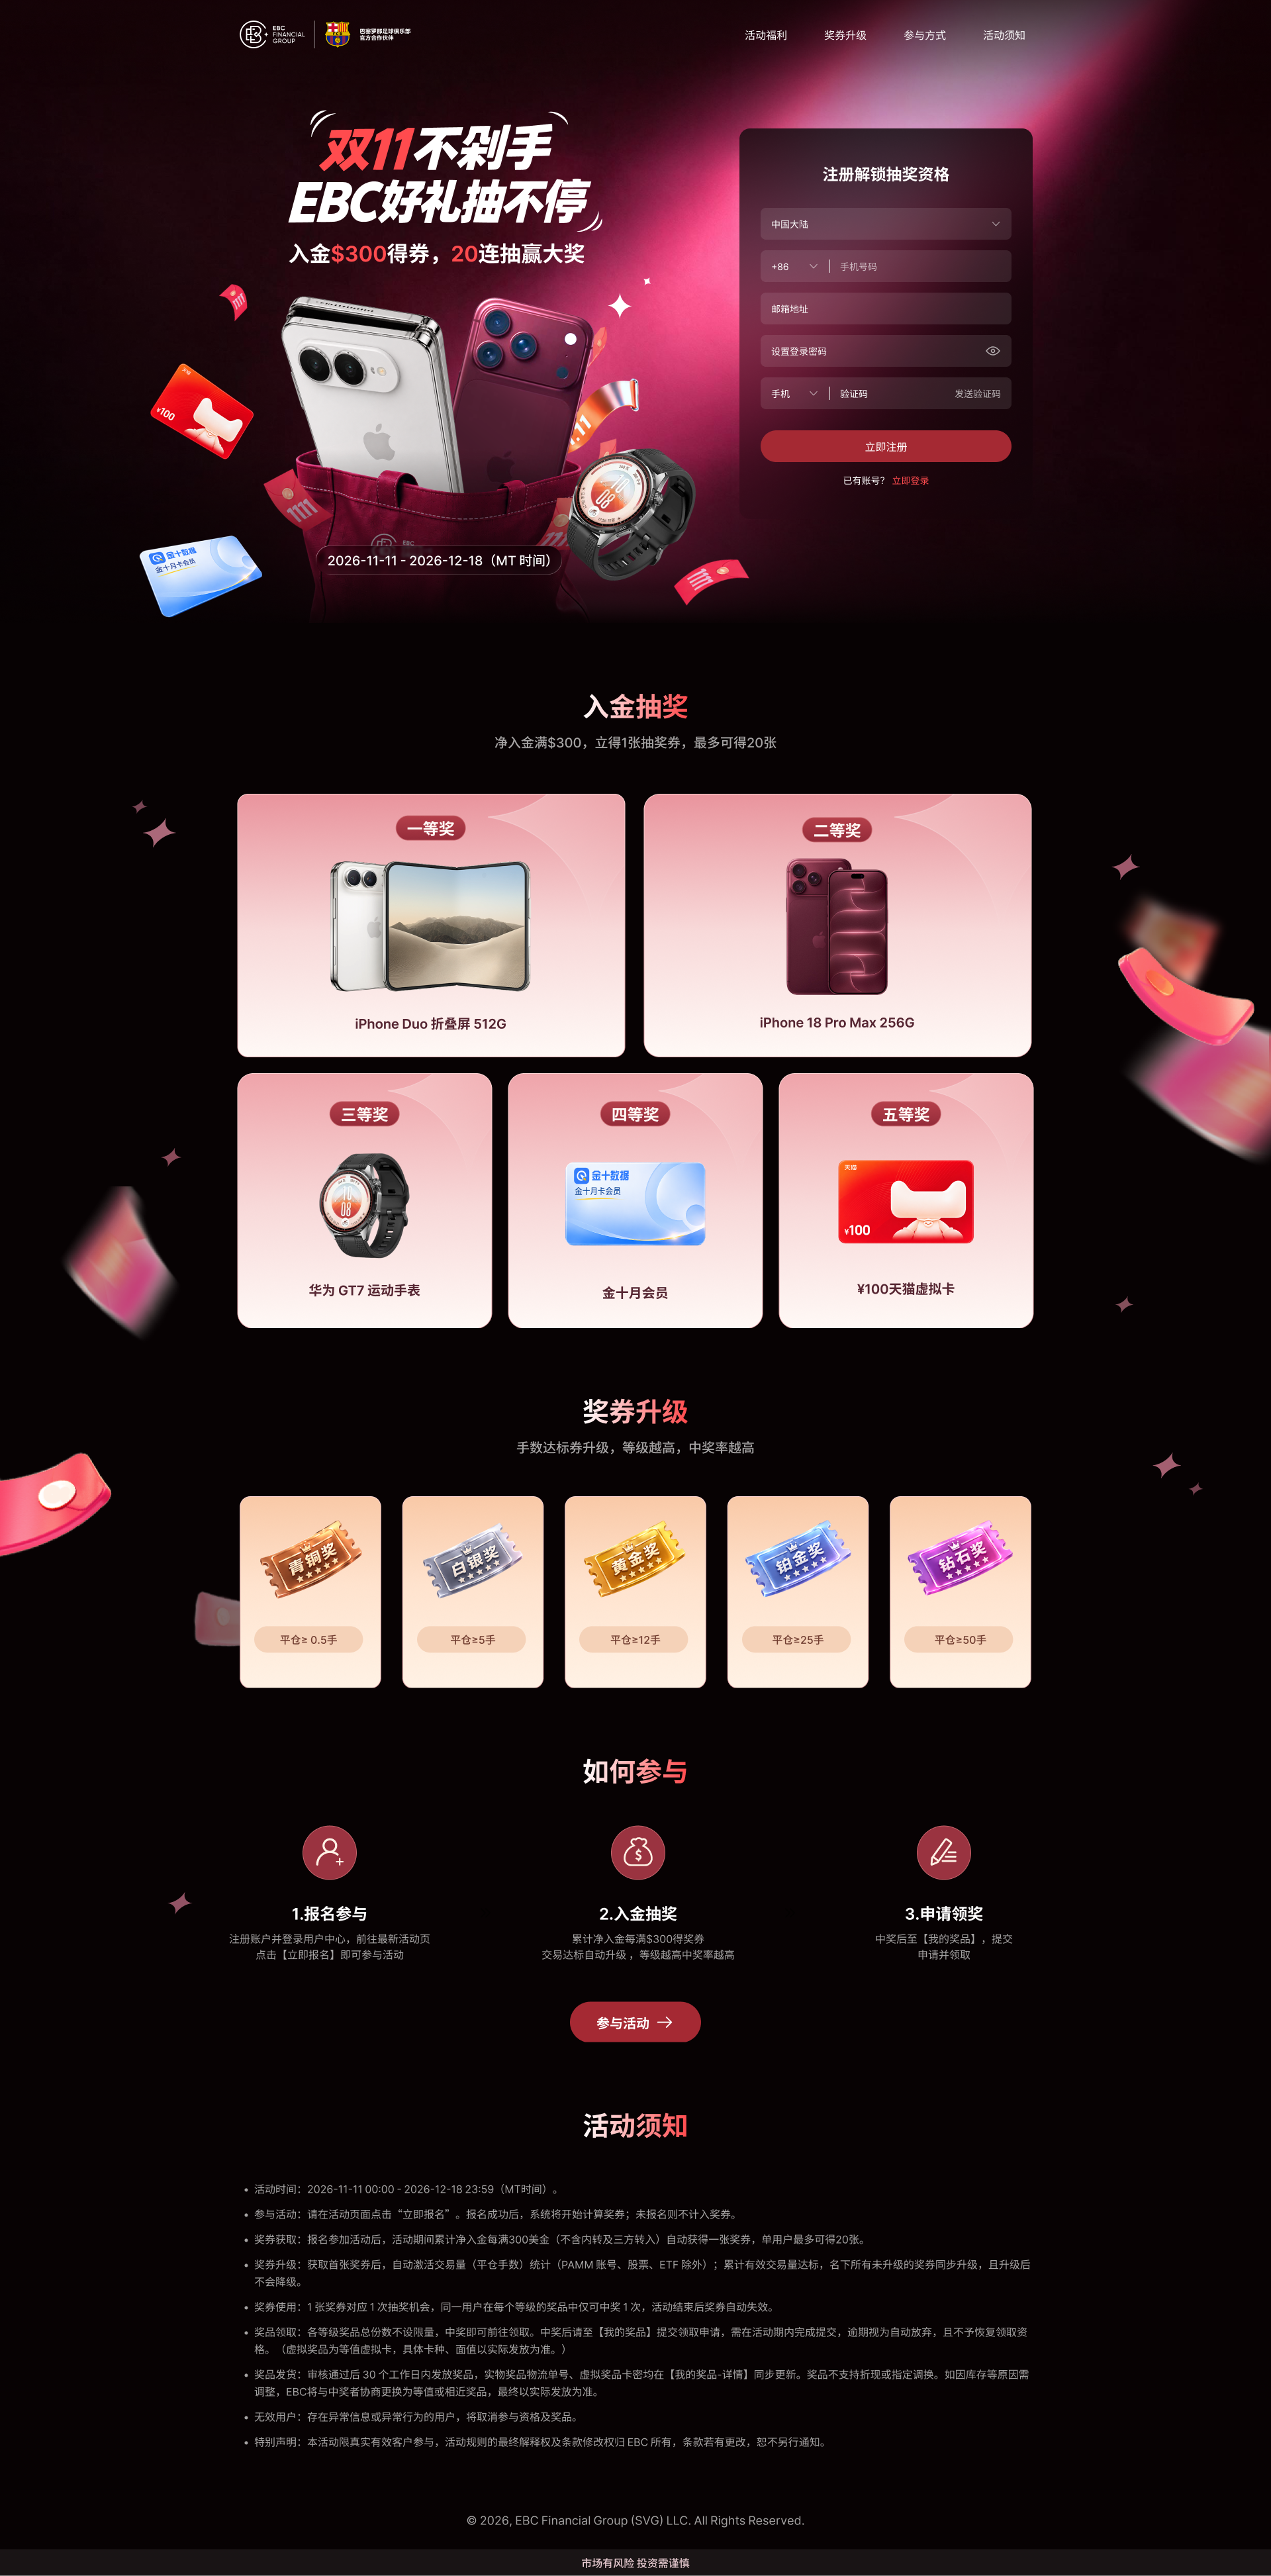 EBC
FINANCIAL
GROUP
巴塞罗那足球俱乐部
官方合作伙伴
活动福利 奖券升级 参与方式 活动须知
双11不剁手
EBC好礼抽不停
入金$300得券，20连抽赢大奖
¥100
金十数据
金十月卡会员
1111
2026-11-11 - 2026-12-18（MT 时间）
注册解锁抽奖资格
中国大陆
+86 手机号码
邮箱地址
设置登录密码
手机 验证码 发送验证码
立即注册
已有账号？ 立即登录
入金抽奖
净入金满$300，立得1张抽奖券，最多可得20张
一等奖
iPhone Duo 折叠屏 512G
二等奖
iPhone 18 Pro Max 256G
三等奖
10
08
华为 GT7 运动手表
四等奖
金十数据
金十月卡会员
金十月会员
五等奖
天猫
¥100
¥100天猫虚拟卡
奖券升级
手数达标券升级，等级越高，中奖率越高
青铜奖
平仓≥ 0.5手
白银奖
平仓≥5手
黄金奖
平仓≥12手
铂金奖
平仓≥25手
钻石奖
平仓≥50手
如何参与
1.报名参与
注册账户并登录用户中心，前往最新活动页
点击【立即报名】即可参与活动
2.入金抽奖
累计净入金每满$300得奖券
交易达标自动升级 ，等级越高中奖率越高
3.申请领奖
中奖后至【我的奖品】，提交
申请并领取
参与活动
活动须知
• 活动时间：2026-11-11 00:00 - 2026-12-18 23:59（MT时间）。
• 参与活动：请在活动页面点击“立即报名”。报名成功后，系统将开始计算奖券；未报名则不计入奖券。
• 奖券获取：报名参加活动后，活动期间累计净入金每满300美金（不含内转及三方转入）自动获得一张奖券，单用户最多可得20张。
• 奖券升级：获取首张奖券后，自动激活交易量（平仓手数）统计（PAMM 账号、股票、ETF 除外）；累计有效交易量达标，名下所有未升级的奖券同步升级，且升级后
不会降级。
• 奖券使用：1 张奖券对应 1 次抽奖机会，同一用户在每个等级的奖品中仅可中奖 1 次，活动结束后奖券自动失效。
• 奖品领取：各等级奖品总份数不设限量，中奖即可前往领取。中奖后请至【我的奖品】提交领取申请，需在活动期内完成提交，逾期视为自动放弃，且不予恢复领取资
格。（虚拟奖品为等值虚拟卡，具体卡种、面值以实际发放为准。）
• 奖品发货：审核通过后 30 个工作日内发放奖品，实物奖品物流单号、虚拟奖品卡密均在【我的奖品-详情】同步更新。奖品不支持折现或指定调换。如因库存等原因需
调整，EBC将与中奖者协商更换为等值或相近奖品，最终以实际发放为准。
• 无效用户：存在异常信息或异常行为的用户，将取消参与资格及奖品。
• 特别声明：本活动限真实有效客户参与，活动规则的最终解释权及条款修改权归 EBC 所有，条款若有更改，恕不另行通知。
© 2026, EBC Financial Group (SVG) LLC. All Rights Reserved.
市场有风险 投资需谨慎